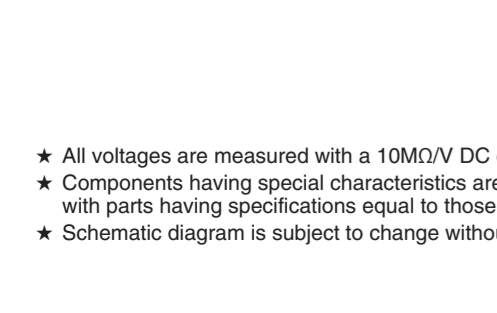 ★ All voltages are measured with a 10MΩ/V DC
★ Components having special characteristics are
with parts having specifications equal to those
★ Schematic diagram is subject to change